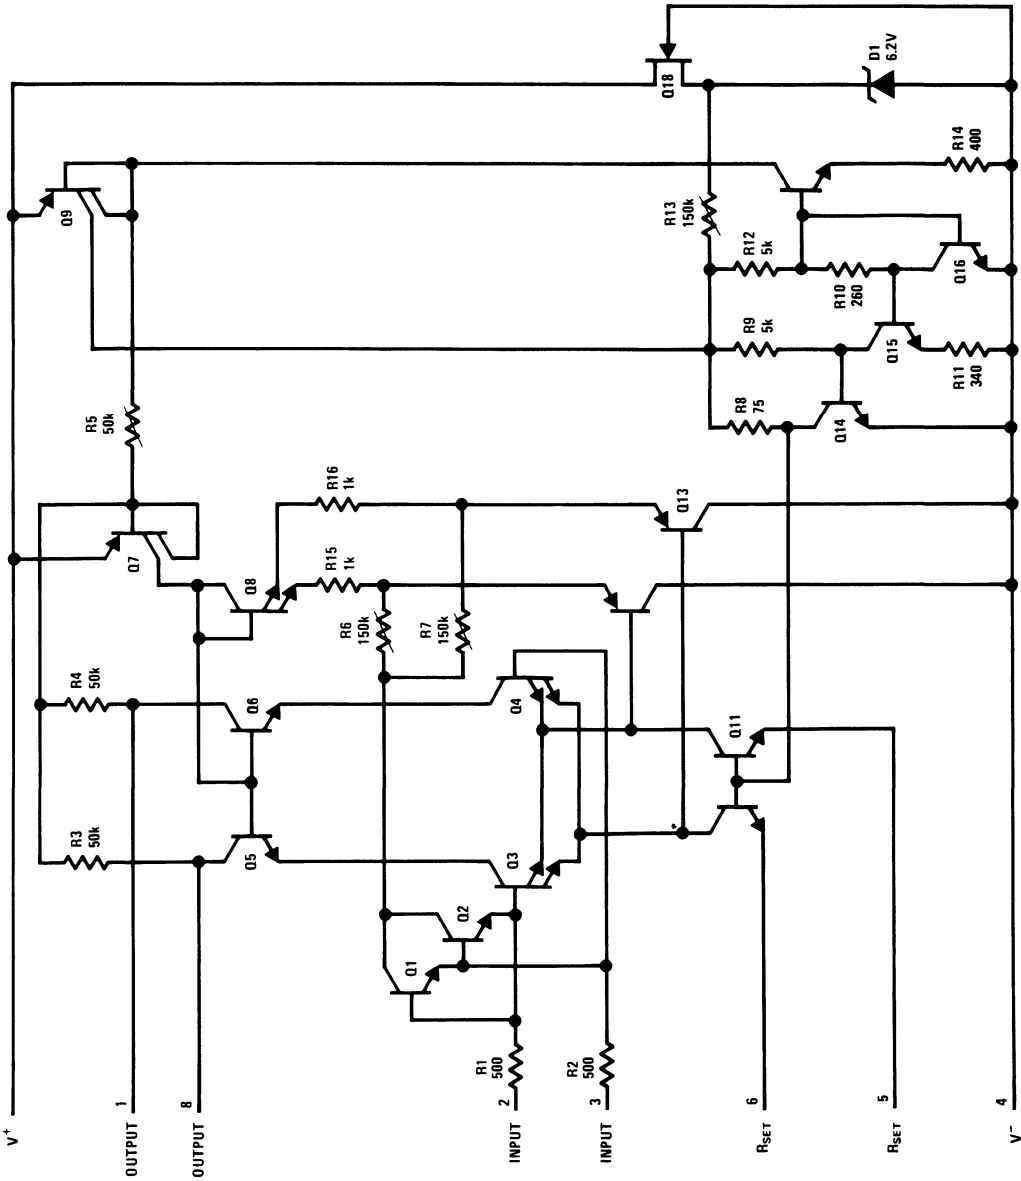 Q18
D1
6.2V
R14
400
Q9
R13
150k
R12
5k
R10
260
Q16
R9
5k
Q15
R11
340
R5
50k
R8
75
Q14
R16
1k
Q13
Q7
R15
1k
Q8
R6
150k
R7
150k
R4
50k
Q6
Q4
Q11
R3
50k
Q5
Q3
Q2
Q1
R1
500
R2
500
V+
1
OUTPUT
8
OUTPUT
2
INPUT
3
INPUT
6
RSET
5
RSET
4
V−